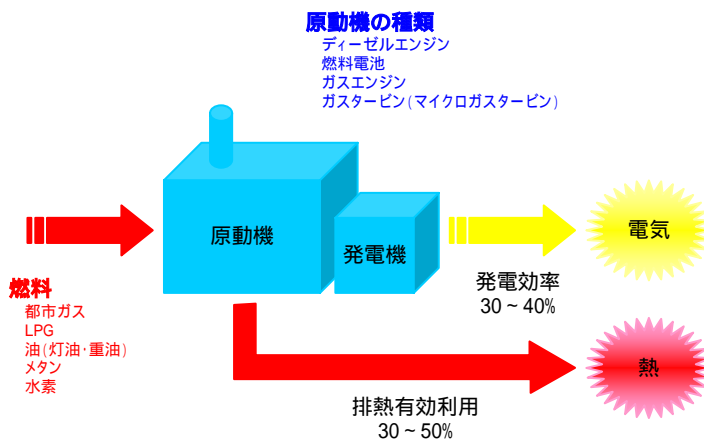 原動機の種類
ディーゼルエンジン
燃料電池
ガスエンジン
ガスタービン(マイクロガスタービン)
原動機
発電機
電気
燃料
都市ガス
LPG
油(灯油・重油)
メタン
水素
発電効率
30~40%
熱
排熱有効利用
30~50%